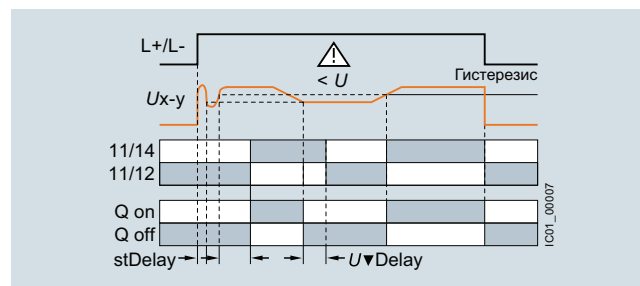 L+/L-
< U
Гистерезис
Ux-y
11/14
11/12
Q on
Q off
stDelay
U▼Delay
IC01_00007